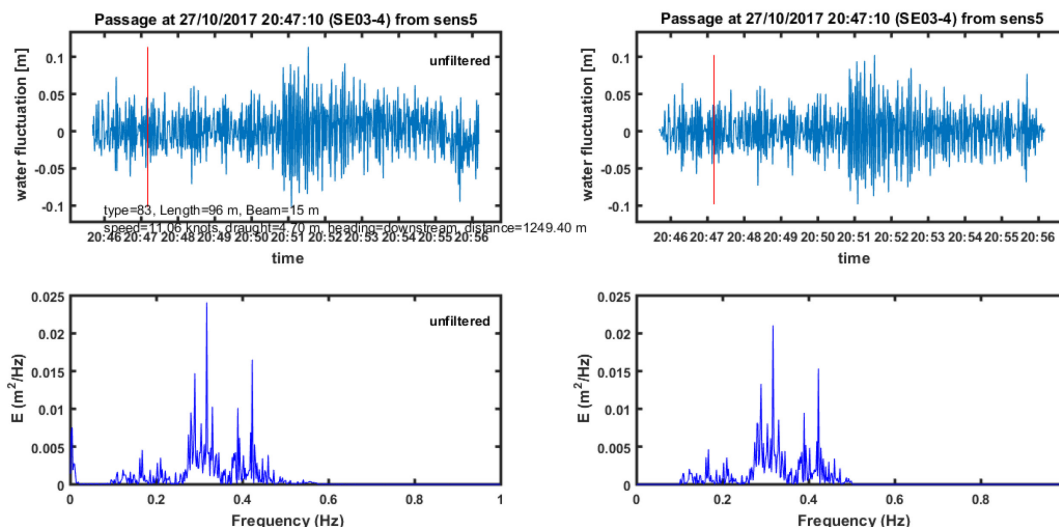 Passage at 27/10/2017 20:47:10 (SE03-4) from sens5
water fluctuation [m]
0.1
0.05
0
-0.05
-0.1
unfiltered
type=83, Length=96 m, Beam=15 m
speed=11.06 knots, draught=4.70 m, heading=downstream, distance=1249.40 m
20:46 20:47 20:48 20:49 20:50 20:51 20:52 20:53 20:54 20:55 20:56
time
Passage at 27/10/2017 20:47:10 (SE03-4) from sens5
water fluctuation [m]
0.1
0.05
0
-0.05
-0.1
20:46 20:47 20:48 20:49 20:50 20:51 20:52 20:53 20:54 20:55 20:56
time
E (m²/Hz)
0.025
0.02
0.015
0.01
0.005
0
unfiltered
0 0.2 0.4 0.6 0.8 1
Frequency (Hz)
E (m²/Hz)
0.025
0.02
0.015
0.01
0.005
0
0 0.2 0.4 0.6 0.8
Frequency (Hz)